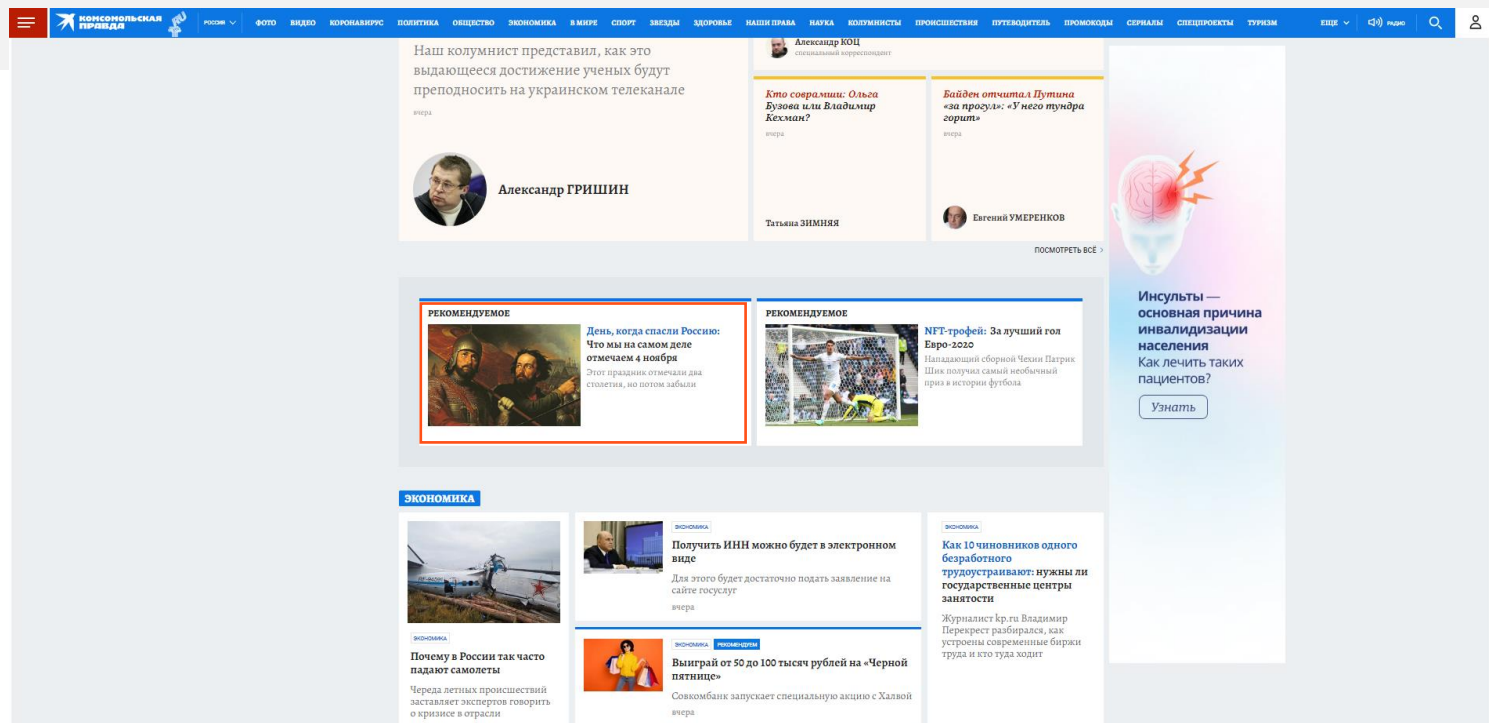 КОМСОМОЛЬСКАЯ
ПРАВДА
РОССИЯ
ФОТО ВИДЕО КОРОНАВИРУС ПОЛИТИКА ОБЩЕСТВО ЭКОНОМИКА В МИРЕ СПОРТ ЗВЕЗДЫ ЗДОРОВЬЕ НАШИ ПРАВА НАУКА КОЛУМНИСТЫ ПРОИСШЕСТВИЯ ПУТЕВОДИТЕЛЬ ПРОМОКОДЫ СЕРИАЛЫ СПЕЦПРОЕКТЫ ТУРИЗМ ЕЩЕ РАДИО
Наш колумнист представил, как это
выдающееся достижение ученых будут
преподносить на украинском телеканале
вчера
Александр ГРИШИН
Александр КОЦ
специальный корреспондент
Кто соврамши: Ольга
Бузова или Владимир
Кехман?
вчера
Татьяна ЗИМНЯЯ
Байден отчитал Путина
«за прогул»: «У него тундра
горит»
вчера
Евгений УМЕРЕНКОВ
ПОСМОТРЕТЬ ВСЁ
РЕКОМЕНДУЕМОЕ
День, когда спасли Россию:
Что мы на самом деле
отмечаем 4 ноября
Этот праздник отмечали два
столетия, но потом забыли
РЕКОМЕНДУЕМОЕ
NFT-трофей: За лучший гол
Евро-2020
Нападающий сборной Чехии Патрик
Шик получил самый необычный
приз в истории футбола
Инсульты —
основная причина
инвалидизации
населения
Как лечить таких
пациентов?
Узнать
ЭКОНОМИКА
ЭКОНОМИКА
Почему в России так часто
падают самолеты
Череда летных происшествий
заставляет экспертов говорить
о кризисе в отрасли
ЭКОНОМИКА
Получить ИНН можно будет в электронном
виде
Для этого будет достаточно подать заявление на
сайте госуслуг
вчера
ЭКОНОМИКА РЕКОМЕНДУЕМ
Выиграй от 50 до 100 тысяч рублей на «Черной
пятнице»
Совкомбанк запускает специальную акцию с Халвой
вчера
ЭКОНОМИКА
Как 10 чиновников одного
безработного
трудоустраивают: нужны ли
государственные центры
занятости
Журналист kp.ru Владимир
Перекрест разбирался, как
устроены современные биржи
труда и кто туда ходит